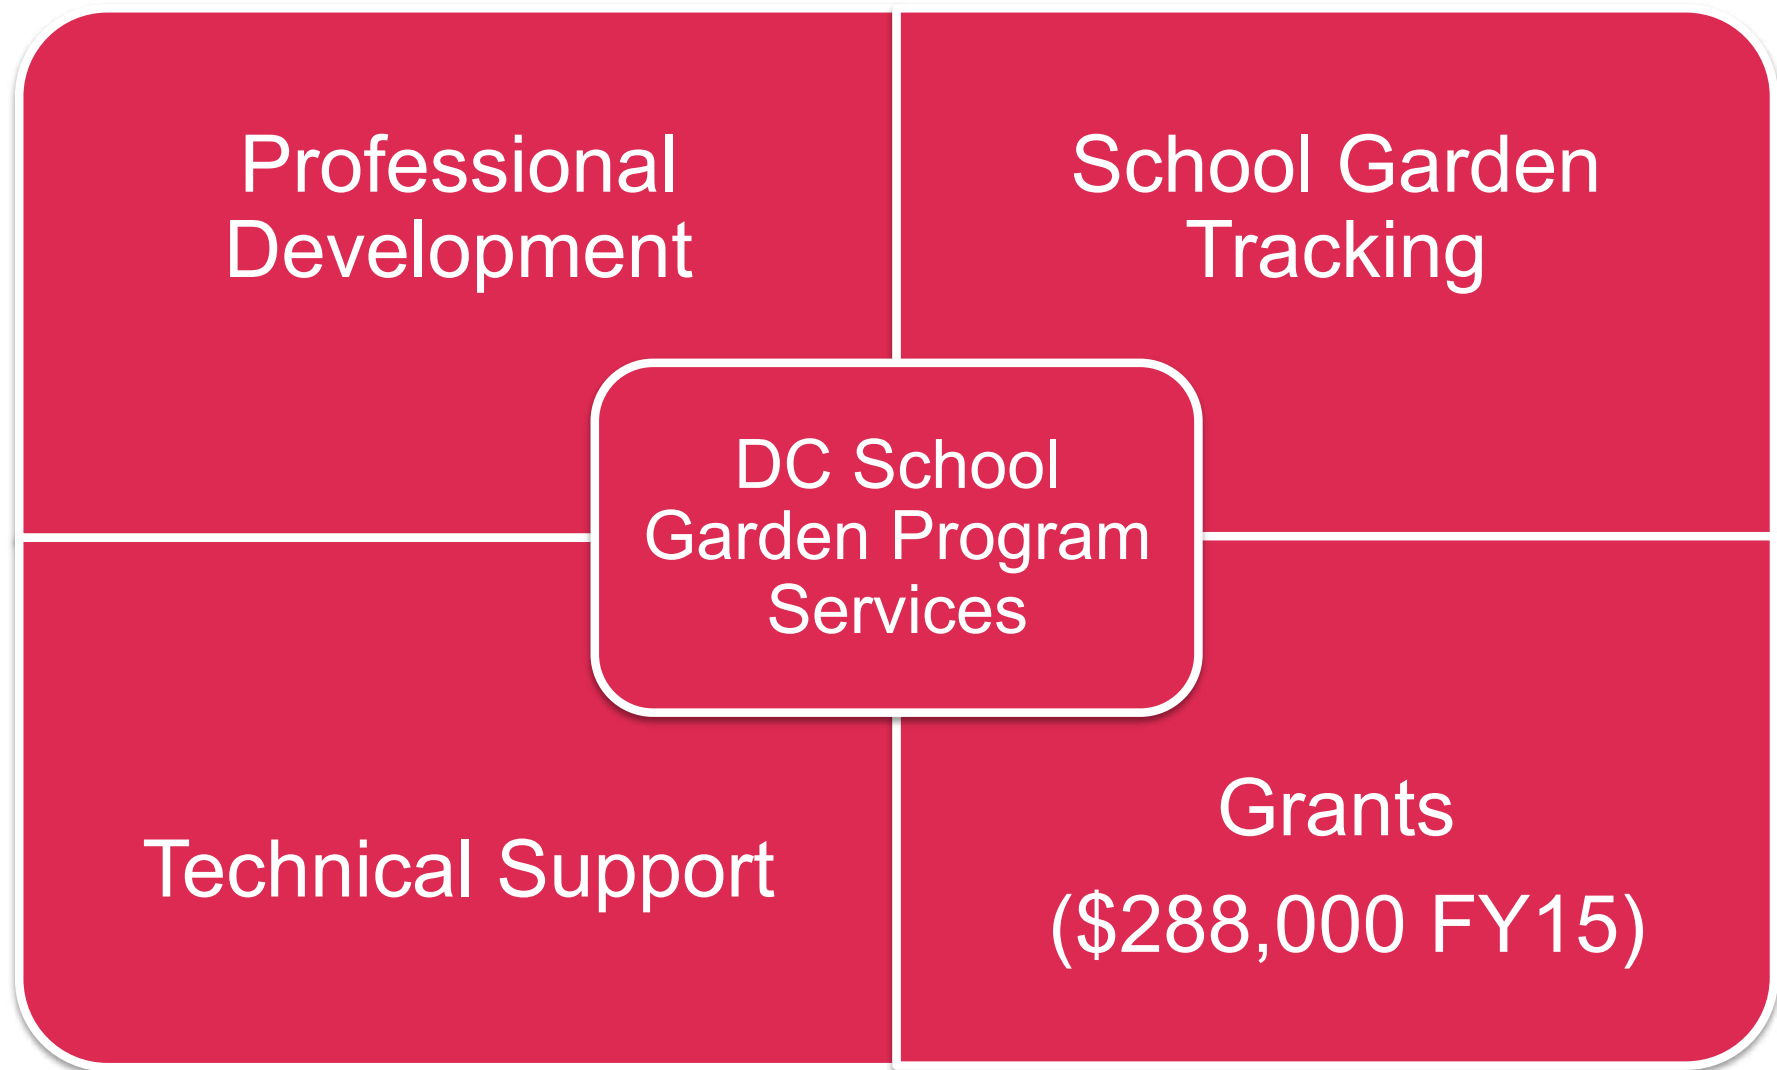 Professional
Development
School Garden
Tracking
DC School
Garden Program
Services
Technical Support
Grants
($288,000 FY15)